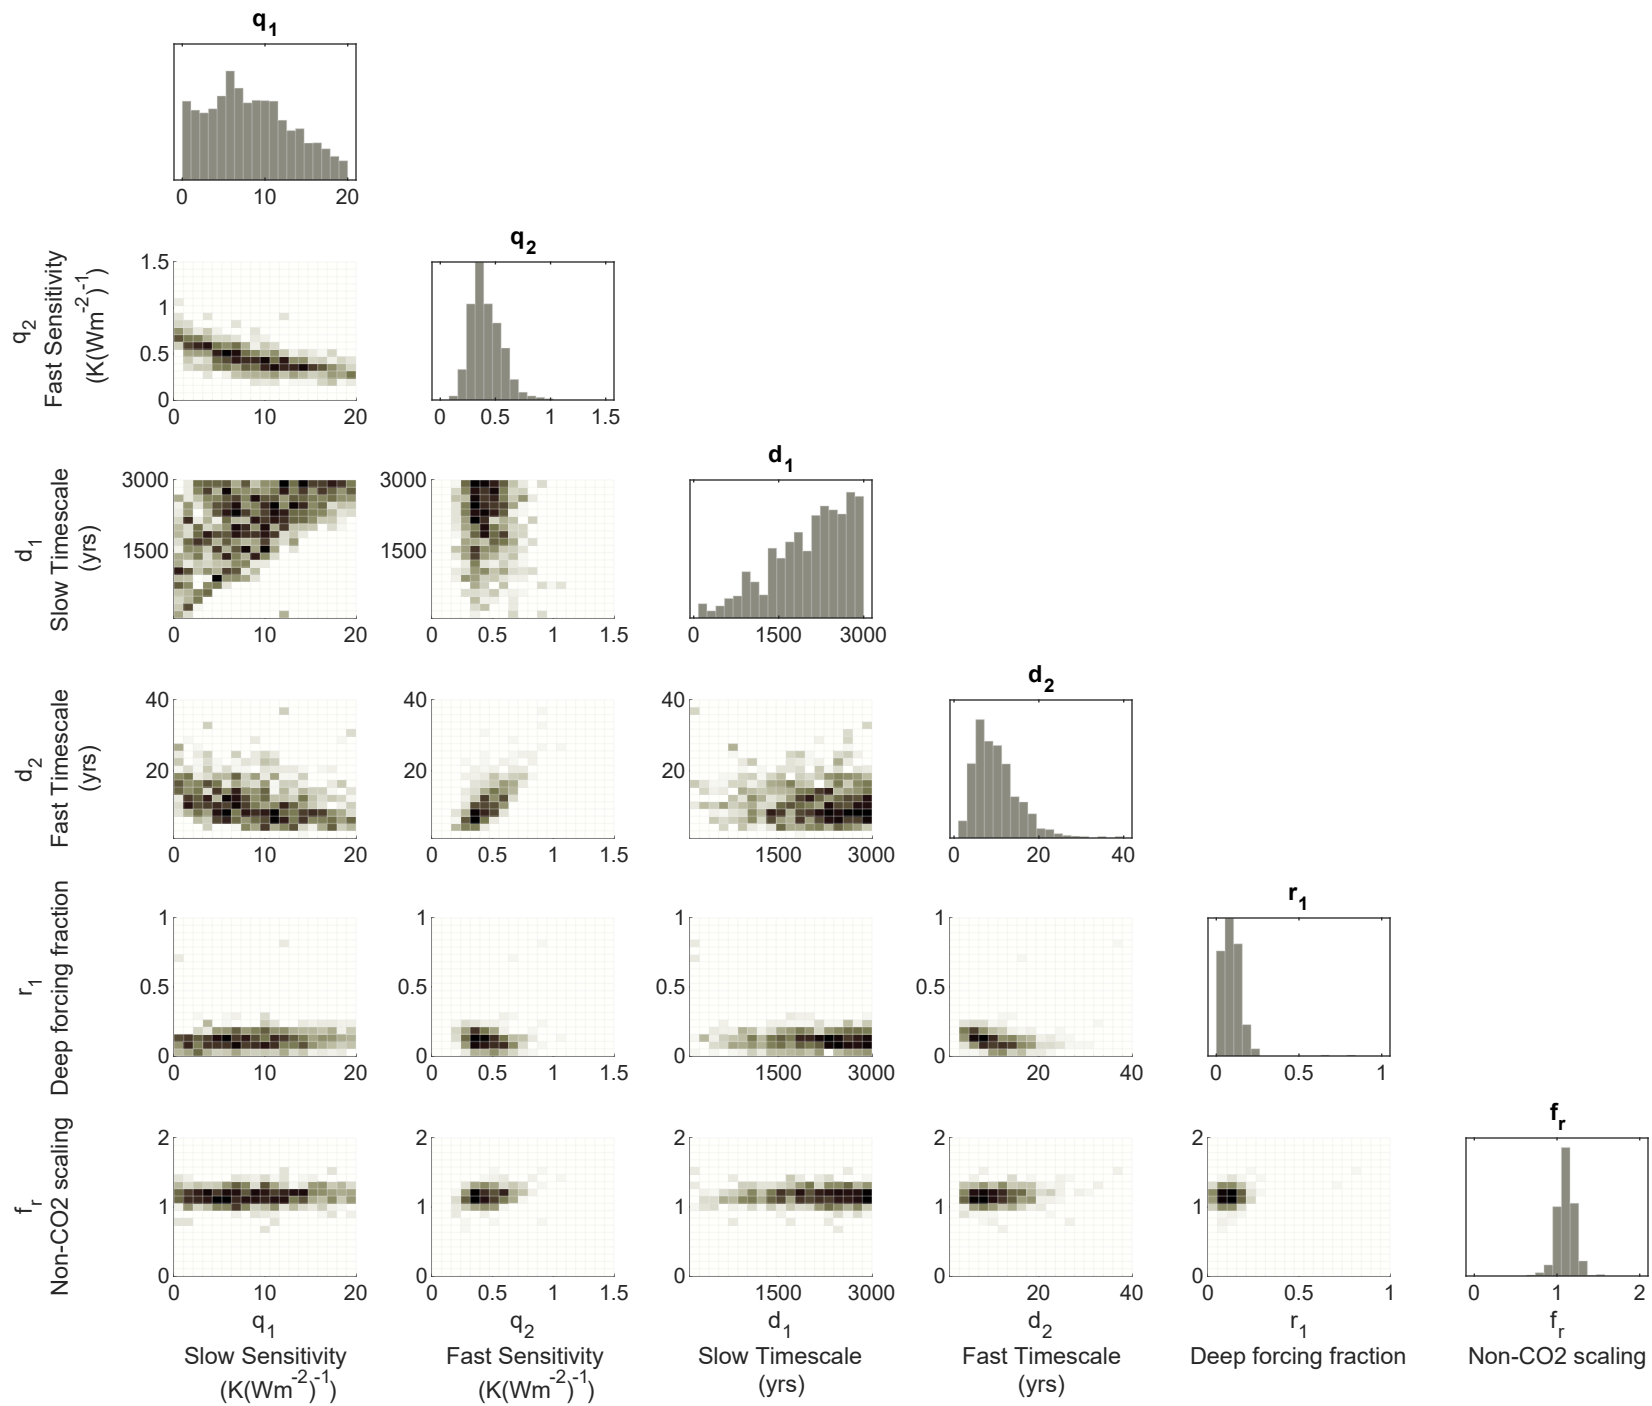 q1
0 10 20
q2
q2
Fast Sensitivity
(K(Wm-2)-1)
1.5
1
0.5
0
0 10 20
0 0.5 1 1.5
d1
d1
Slow Timescale
(yrs)
3000
1500
0 10 20
0 0.5 1 1.5
0 1500 3000
d2
d2
Fast Timescale
(yrs)
40
20
40
20
40
20
0 10 20
0 0.5 1 1.5
1500 3000
0 20 40
r1
r1
Deep forcing fraction
1
0.5
0
1
0.5
0
1
0.5
0
1
0.5
0
0 10 20
0 0.5 1 1.5
1500 3000
20 40
0 0.5 1
fr
fr
Non-CO2 scaling
2
1
0
2
1
0
2
1
0
2
1
0
2
1
0
0 10 20
0 0.5 1 1.5
1500 3000
20 40
0 0.5 1
0 1 2
q1
Slow Sensitivity
(K(Wm-2)-1)
q2
Fast Sensitivity
(K(Wm-2)-1)
d1
Slow Timescale
(yrs)
d2
Fast Timescale
(yrs)
r1
Deep forcing fraction
fr
Non-CO2 scaling